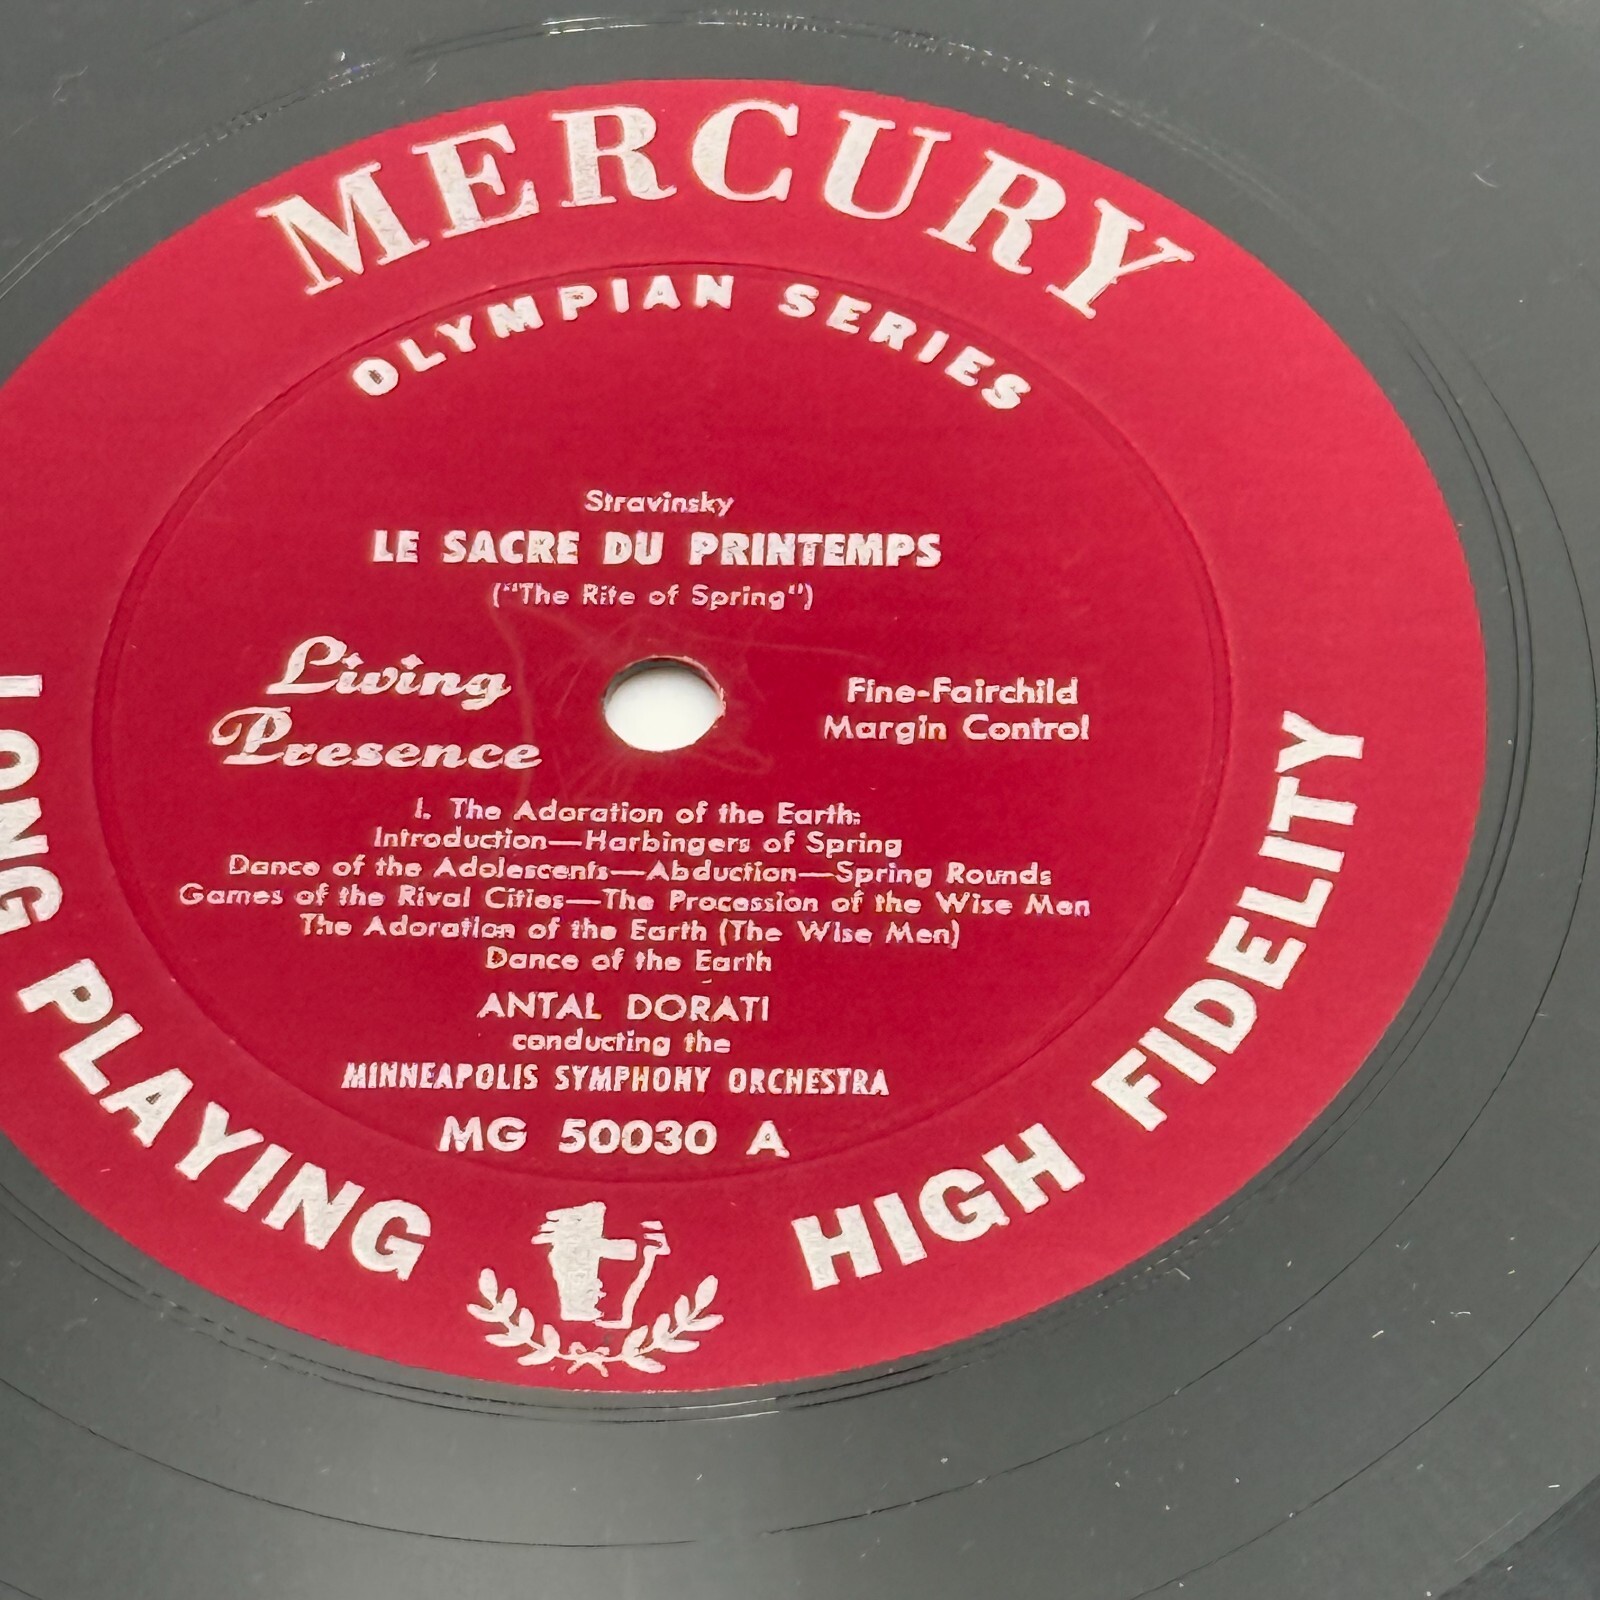 MERCURY
OLYMPIAN SERIES
Stravinsky
LE SACRE DU PRINTEMPS
("The Rite of Spring")
Living
Presence
Fine-Fairchild
Margin Control
I. The Adoration of the Earth:
Introduction—Harbingers of Spring
Dance of the Adolescents—Abduction—Spring Rounds
Games of the Rival Cities—The Procession of the Wise Men
The Adoration of the Earth (The Wise Men)
Dance of the Earth
ANTAL DORATI
conducting the
MINNEAPOLIS SYMPHONY ORCHESTRA
MG 50030 A
LONG PLAYING
HIGH FIDELITY